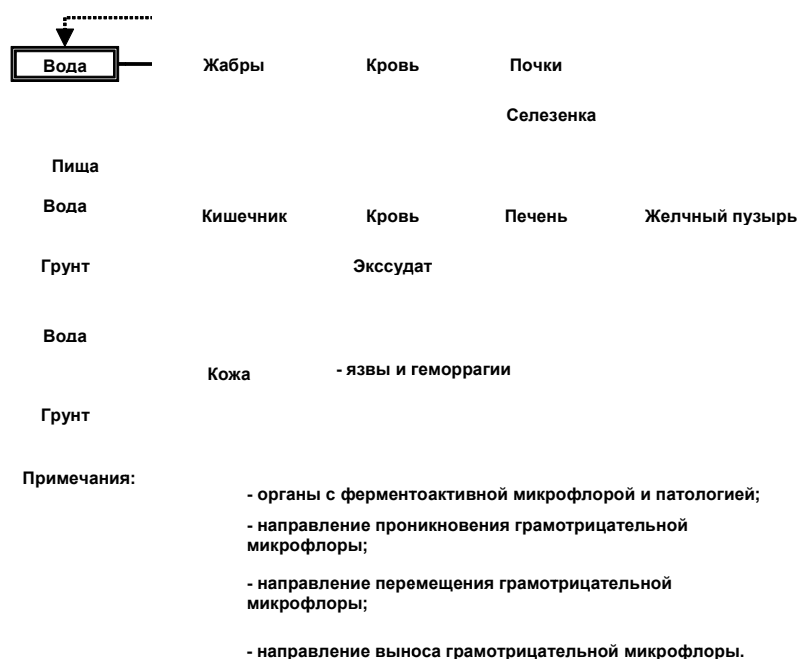 Вода Жабры Кровь Почки
Селезенка
Пища
Вода
Кишечник Кровь Печень Желчный пузырь
Грунт Экссудат
Вода
Кожа - язвы и геморрагии
Грунт
Примечания:
- органы с ферментоактивной микрофлорой и патологией;
- направление проникновения грамотрицательной
микрофлоры;
- направление перемещения грамотрицательной
микрофлоры;
- направление выноса грамотрицательной микрофлоры.